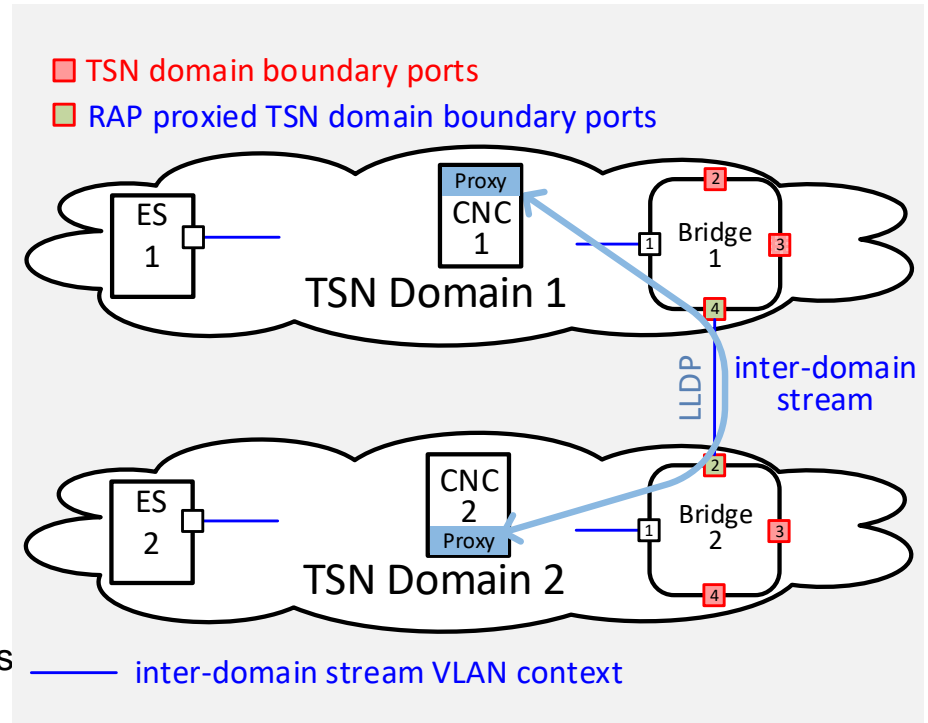 TSN domain boundary ports
RAP proxied TSN domain boundary ports
Proxy
CNC
1
ES
1
2
Bridge
1
1
3
4
TSN Domain 1
LLDP
inter-domain
stream
ES
2
CNC
2
Proxy
2
Bridge
2
1
3
4
TSN Domain 2
s
inter-domain stream VLAN context